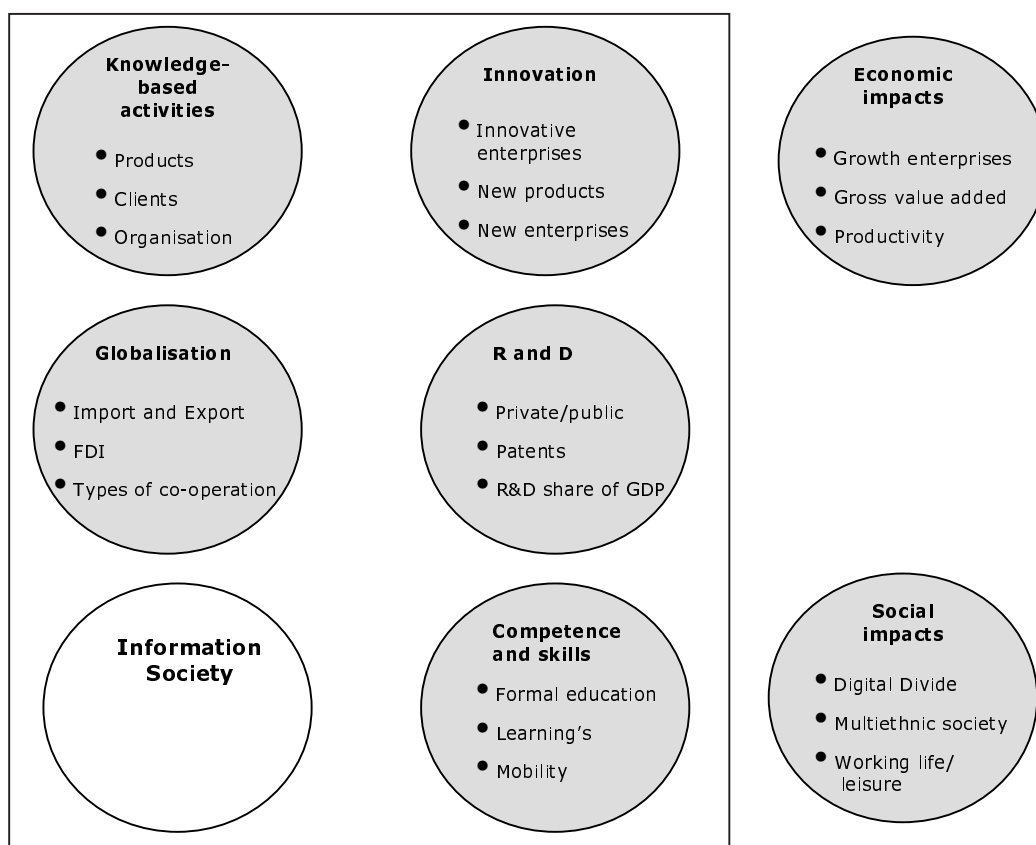 Knowledge-
based
activities
• Products
• Clients
• Organisation
Innovation
• Innovative
enterprises
• New products
• New enterprises
Economic
impacts
• Growth enterprises
• Gross value added
• Productivity
Globalisation
• Import and Export
• FDI
• Types of co-operation
R and D
• Private/public
• Patents
• R&D share of GDP
Information
Society
Competence
and skills
• Formal education
• Learning’s
• Mobility
Social
impacts
• Digital Divide
• Multiethnic society
• Working life/
leisure